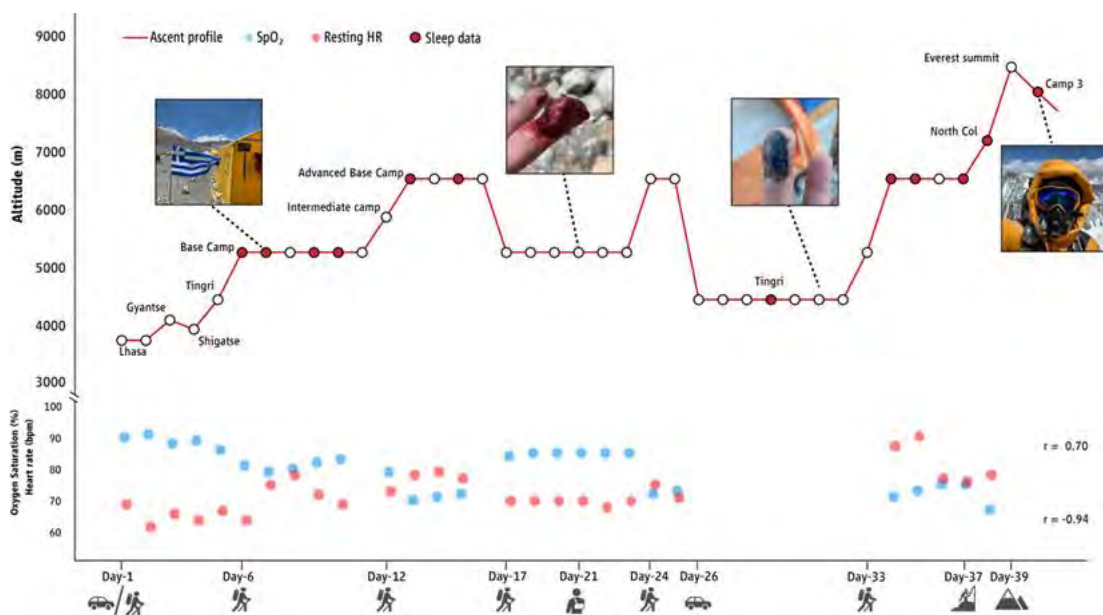 9000
8000
7000
6000
5000
4000
3000
Altitude (m)
Ascent profile
SpO₂
Resting HR
Sleep data
Everest summit
Camp 3
North Col
Advanced Base Camp
Intermediate camp
Base Camp
Tingri
Gyantse
Shigatse
Lhasa
Tingri
100
90
80
70
60
Oxygen Saturation (%)
Heart rate (bpm)
r = 0.70
r = -0.94
Day-1
Day-6
Day-12
Day-17
Day-21
Day-24
Day-26
Day-33
Day-37
Day-39